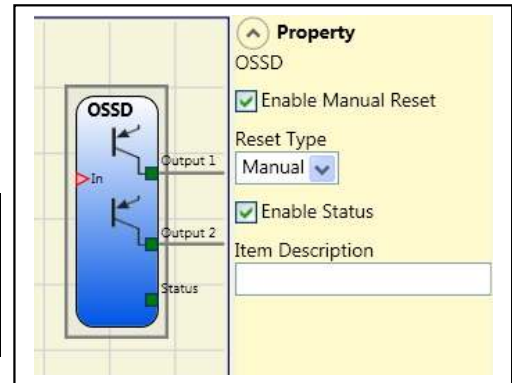 OSSD
In
Output 1
Output 2
Status
Property
OSSD
Enable Manual Reset
Reset Type
Manual
Enable Status
Item Description